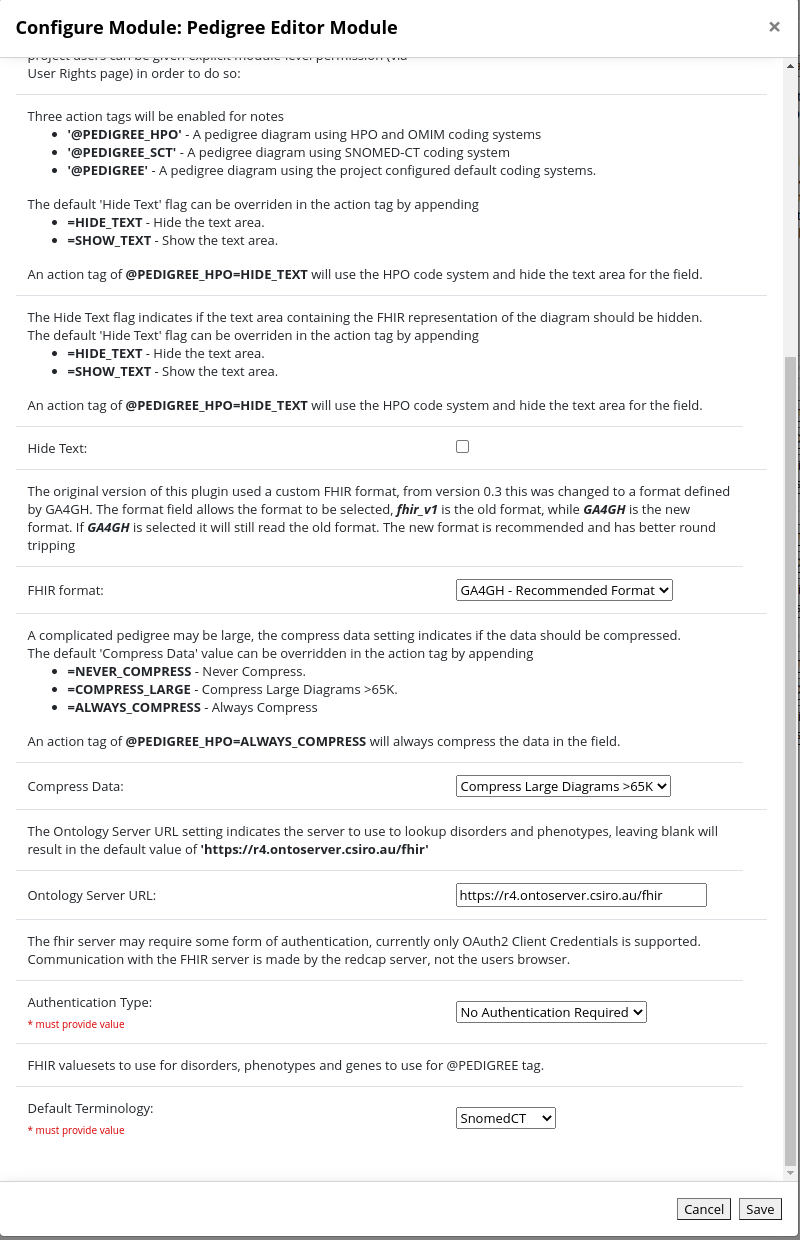 Configure Module: Pedigree Editor Module
×
project users can be given explicit module-level permission (via
User Rights page) in order to do so:
Three action tags will be enabled for notes
• '@PEDIGREE_HPO' - A pedigree diagram using HPO and OMIM coding systems
• '@PEDIGREE_SCT' - A pedigree diagram using SNOMED-CT coding system
• '@PEDIGREE' - A pedigree diagram using the project configured default coding systems.
The default 'Hide Text' flag can be overriden in the action tag by appending
• =HIDE_TEXT - Hide the text area.
• =SHOW_TEXT - Show the text area.
An action tag of @PEDIGREE_HPO=HIDE_TEXT will use the HPO code system and hide the text area for the field.
The Hide Text flag indicates if the text area containing the FHIR representation of the diagram should be hidden.
The default 'Hide Text' flag can be overriden in the action tag by appending
• =HIDE_TEXT - Hide the text area.
• =SHOW_TEXT - Show the text area.
An action tag of @PEDIGREE_HPO=HIDE_TEXT will use the HPO code system and hide the text area for the field.
Hide Text:
The original version of this plugin used a custom FHIR format, from version 0.3 this was changed to a format defined
by GA4GH. The format field allows the format to be selected, fhir_v1 is the old format, while GA4GH is the new
format. If GA4GH is selected it will still read the old format. The new format is recommended and has better round
tripping
FHIR format:
GA4GH - Recommended Format
A complicated pedigree may be large, the compress data setting indicates if the data should be compressed.
The default 'Compress Data' value can be overridden in the action tag by appending
• =NEVER_COMPRESS - Never Compress.
• =COMPRESS_LARGE - Compress Large Diagrams >65K.
• =ALWAYS_COMPRESS - Always Compress
An action tag of @PEDIGREE_HPO=ALWAYS_COMPRESS will always compress the data in the field.
Compress Data:
Compress Large Diagrams >65K
The Ontology Server URL setting indicates the server to use to lookup disorders and phenotypes, leaving blank will
result in the default value of 'https://r4.ontoserver.csiro.au/fhir'
Ontology Server URL:
https://r4.ontoserver.csiro.au/fhir
The fhir server may require some form of authentication, currently only OAuth2 Client Credentials is supported.
Communication with the FHIR server is made by the redcap server, not the users browser.
Authentication Type:
* must provide value
No Authentication Required
FHIR valuesets to use for disorders, phenotypes and genes to use for @PEDIGREE tag.
Default Terminology:
* must provide value
SnomedCT
Cancel
Save